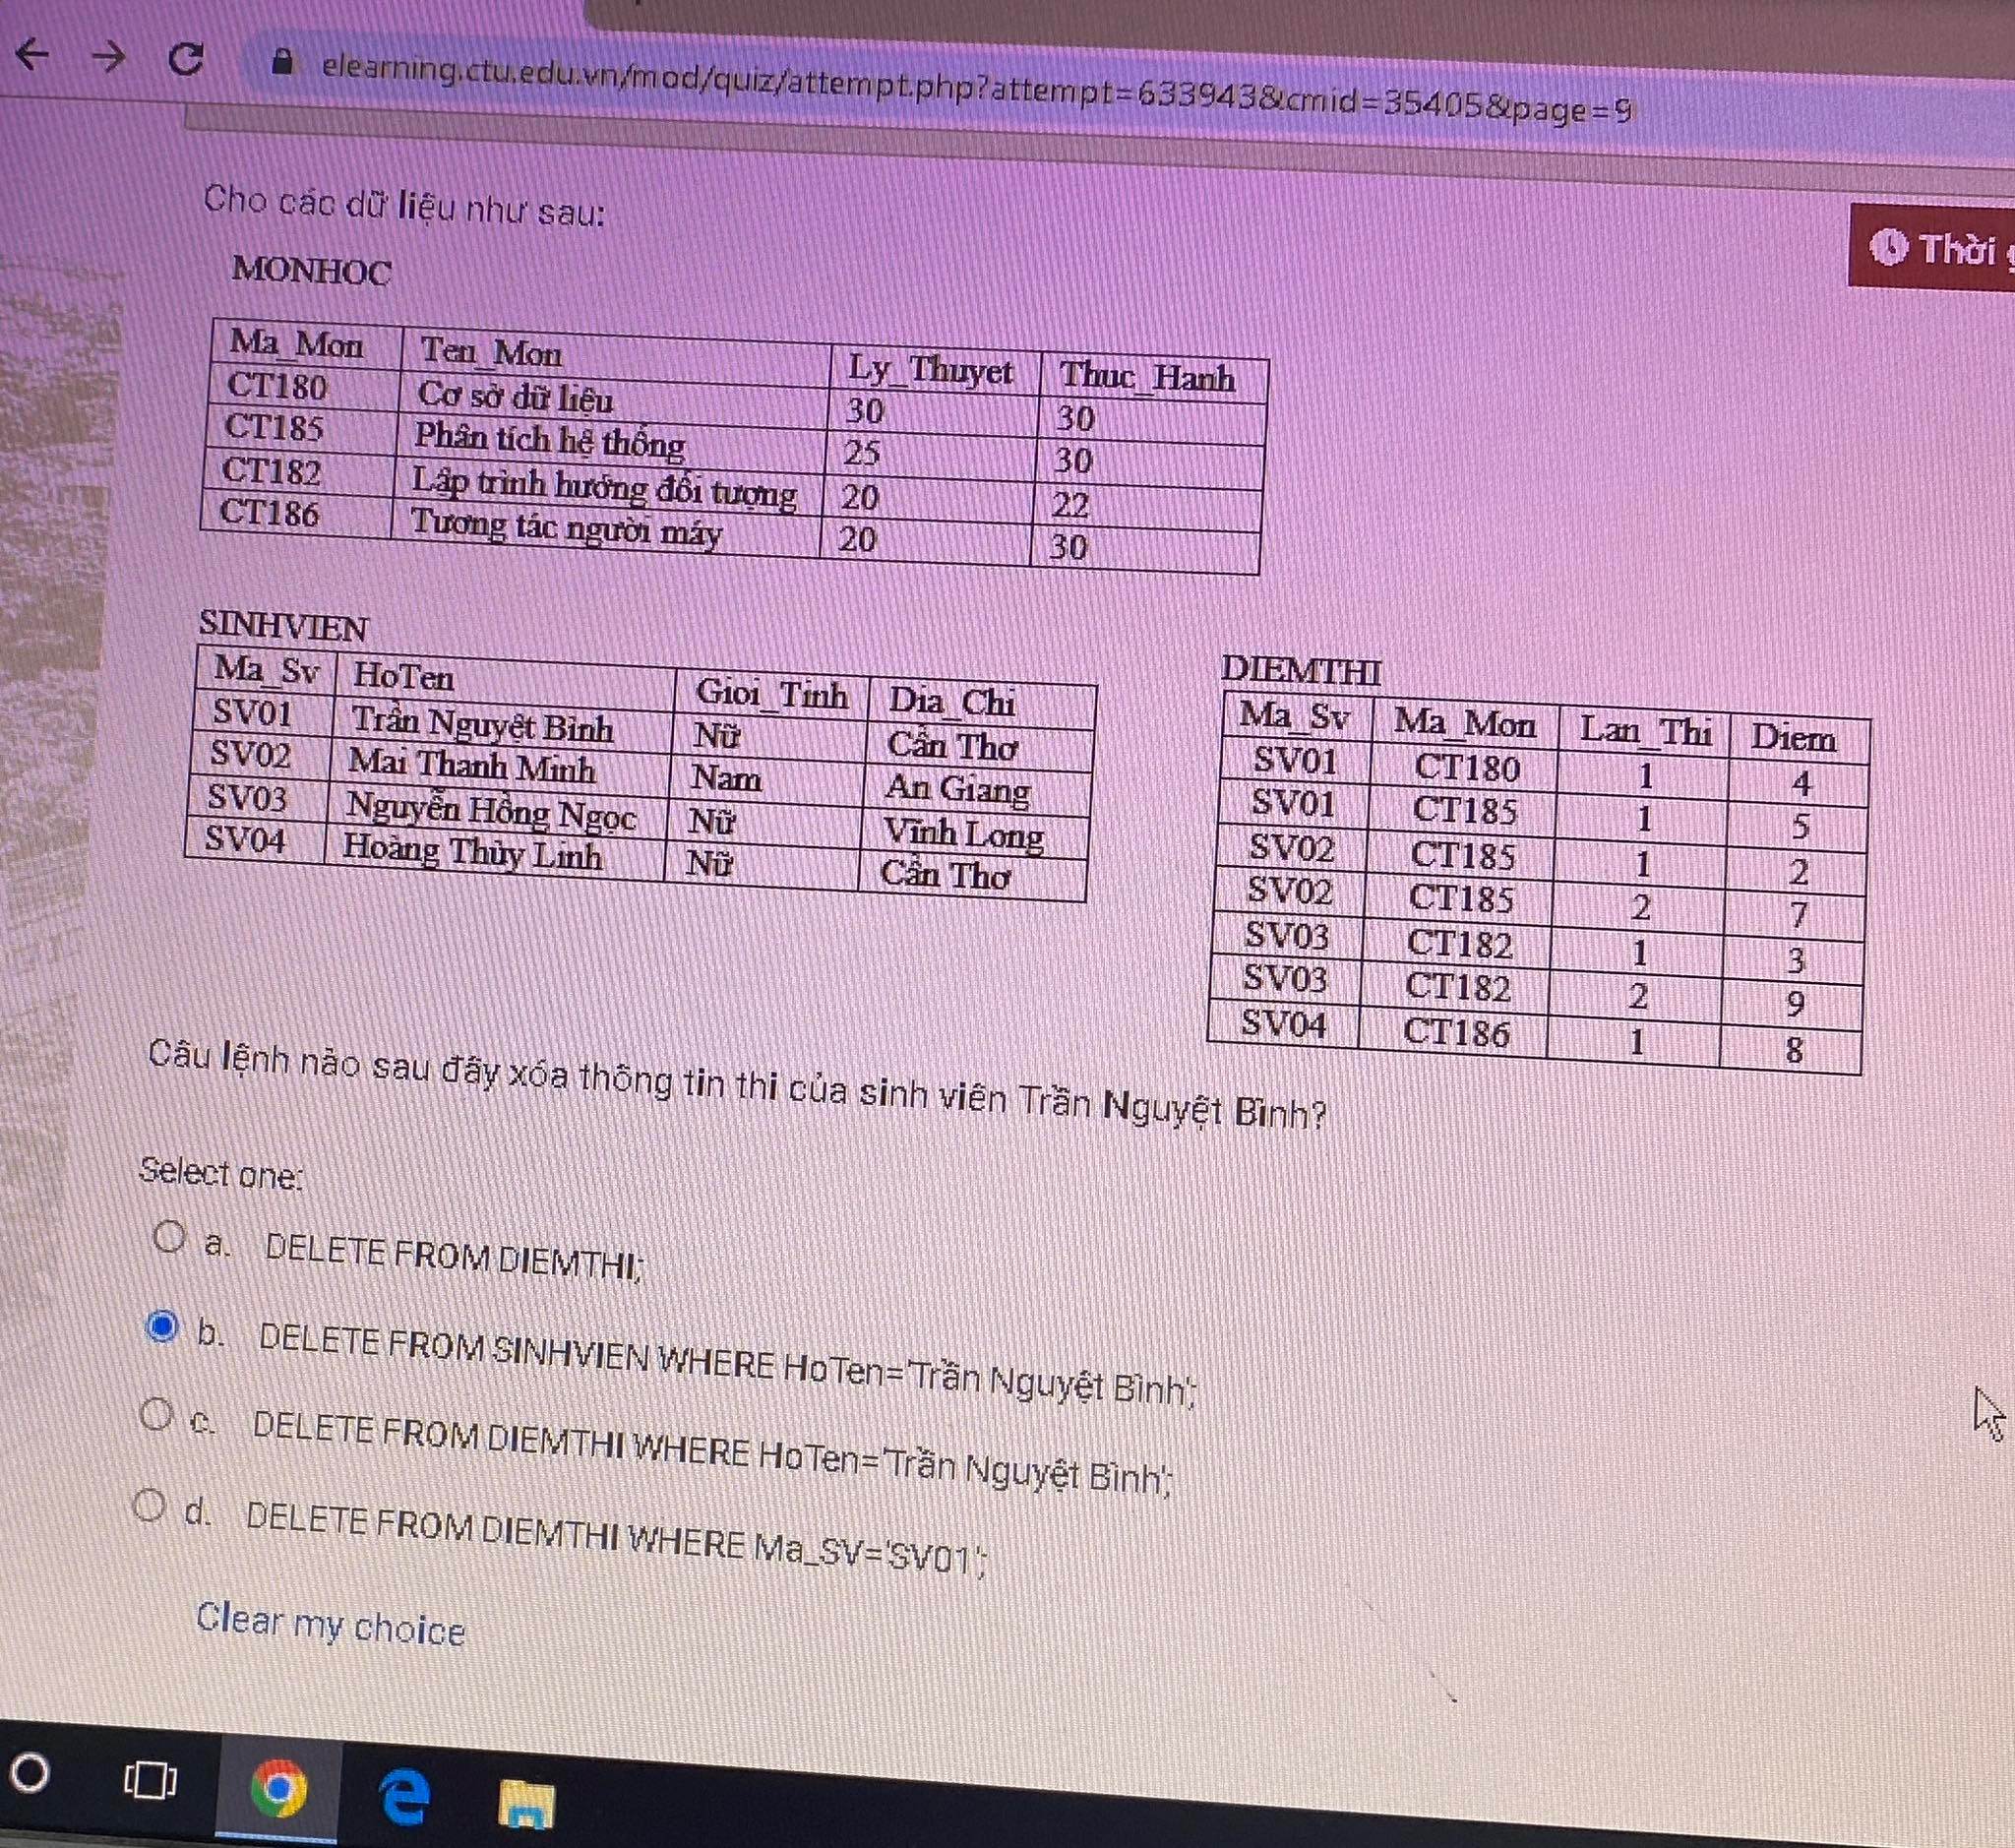 elearning.ctu.edu.vn/mod/quiz/attempt.php?attempt=633943&cmid=35405&page=9
Cho các dữ liệu như sau:
Thời
MONHOC
Ma_Mon Ten_Mon Ly_Thuyet Thuc_Hanh
CT180 Cơ sở dữ liệu 30 30
CT185 Phân tích hệ thống 25 30
CT182 Lập trình hướng đối tượng 20 22
CT186 Tương tác người máy 20 30
SINHVIEN
Ma_Sv HoTen Gioi_Tinh Dia_Chi
SV01 Trần Nguyệt Bình Nữ Cần Thơ
SV02 Mai Thanh Minh Nam An Giang
SV03 Nguyễn Hồng Ngọc Nữ Vĩnh Long
SV04 Hoàng Thùy Linh Nữ Cần Thơ
DIEMTHI
Ma_Sv Ma_Mon Lan_Thi Diem
SV01 CT180 1 4
SV01 CT185 1 5
SV02 CT185 1 2
SV02 CT185 2 7
SV03 CT182 1 3
SV03 CT182 2 9
SV04 CT186 1 8
Câu lệnh nào sau đây xóa thông tin thi của sinh viên Trần Nguyệt Bình?
Select one:
a. DELETE FROM DIEMTHI;
b. DELETE FROM SINHVIEN WHERE HoTen='Trần Nguyệt Bình';
c. DELETE FROM DIEMTHI WHERE HoTen='Trần Nguyệt Bình';
d. DELETE FROM DIEMTHI WHERE Ma_SV='SV01';
Clear my choice